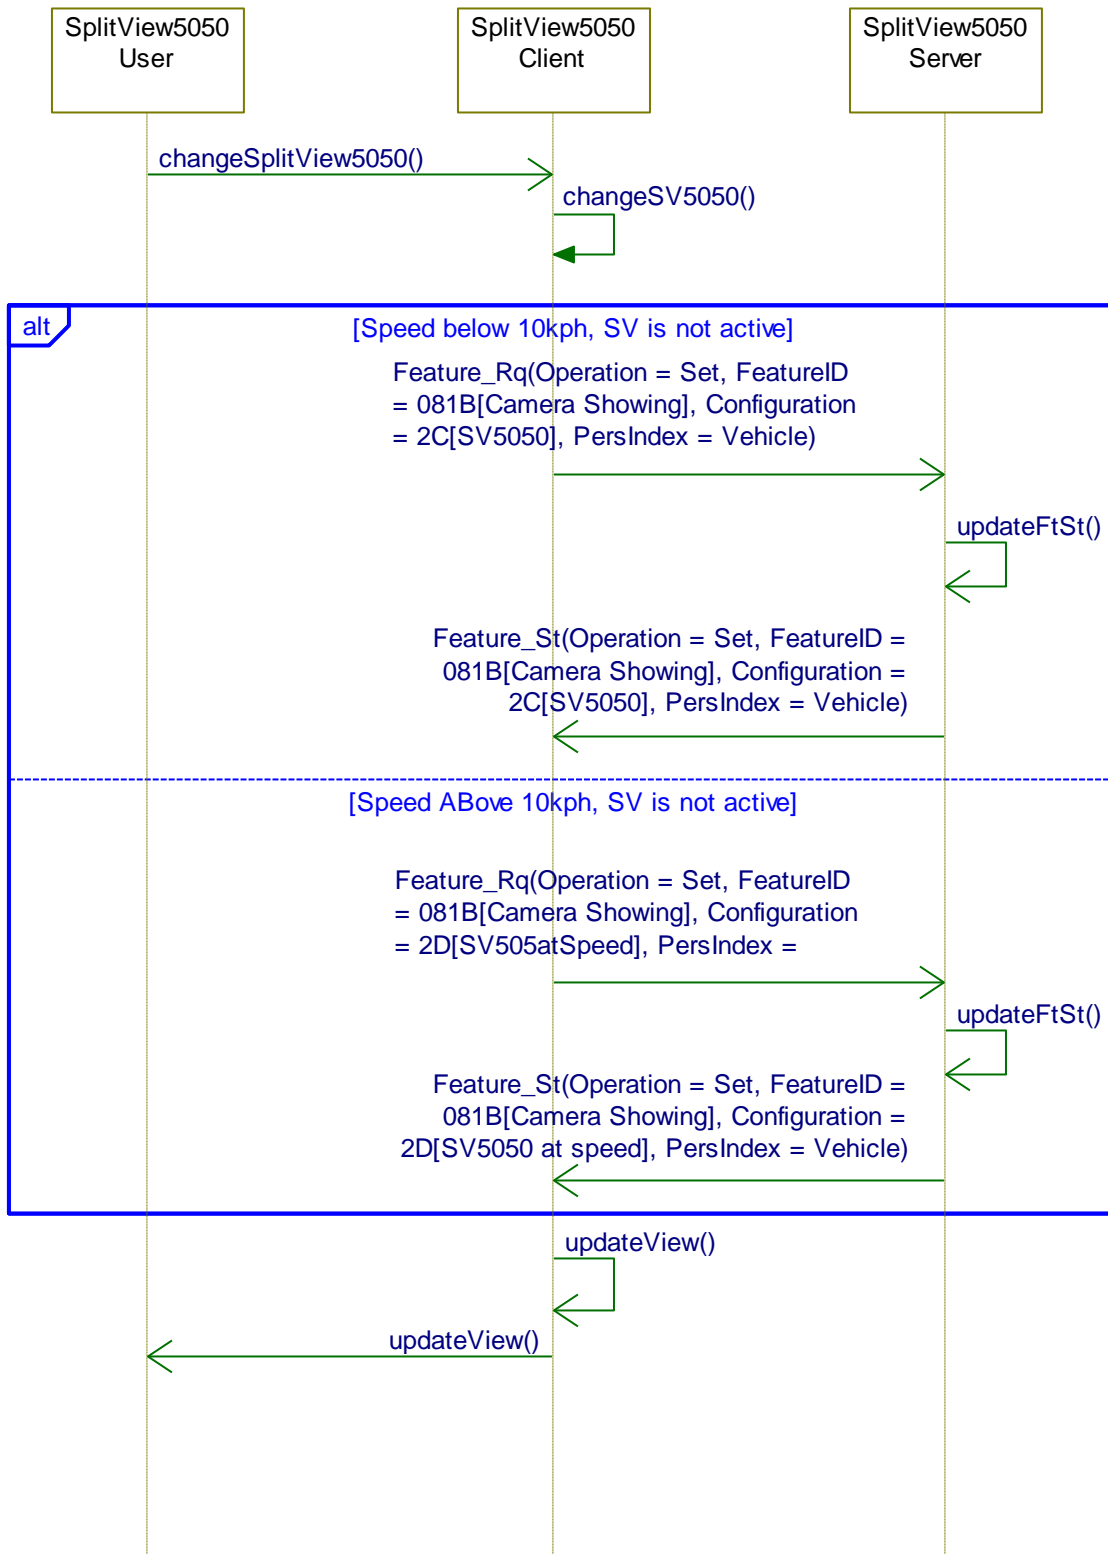 SplitView5050
User
SplitView5050
Client
SplitView5050
Server
changeSplitView5050()
changeSV5050()
alt
[Speed below 10kph, SV is not active]
Feature_Rq(Operation = Set, FeatureID
= 081B[Camera Showing], Configuration
= 2C[SV5050], PersIndex = Vehicle)
updateFtSt()
Feature_St(Operation = Set, FeatureID =
081B[Camera Showing], Configuration =
2C[SV5050], PersIndex = Vehicle)
[Speed ABove 10kph, SV is not active]
Feature_Rq(Operation = Set, FeatureID
= 081B[Camera Showing], Configuration
= 2D[SV505atSpeed], PersIndex =
updateFtSt()
Feature_St(Operation = Set, FeatureID =
081B[Camera Showing], Configuration =
2D[SV5050 at speed], PersIndex = Vehicle)
updateView()
updateView()